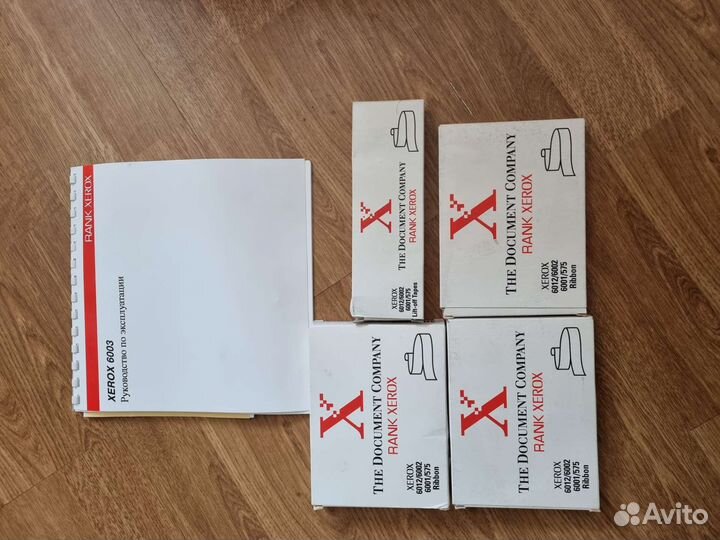 RANK XEROX
XEROX 6003
Руководство по эксплуатации
X
THE DOCUMENT COMPANY
RANK XEROX
XEROX
6012/6002
6001/575
Lift-off Tapes
X
THE DOCUMENT COMPANY
RANK XEROX
XEROX
6012/6002
6001/575
Ribbon
X
THE DOCUMENT COMPANY
RANK XEROX
XEROX
6012/6002
6001/575
Ribbon
X
THE DOCUMENT COMPANY
RANK XEROX
XEROX
6012/6002
6001/575
Ribbon
Avito